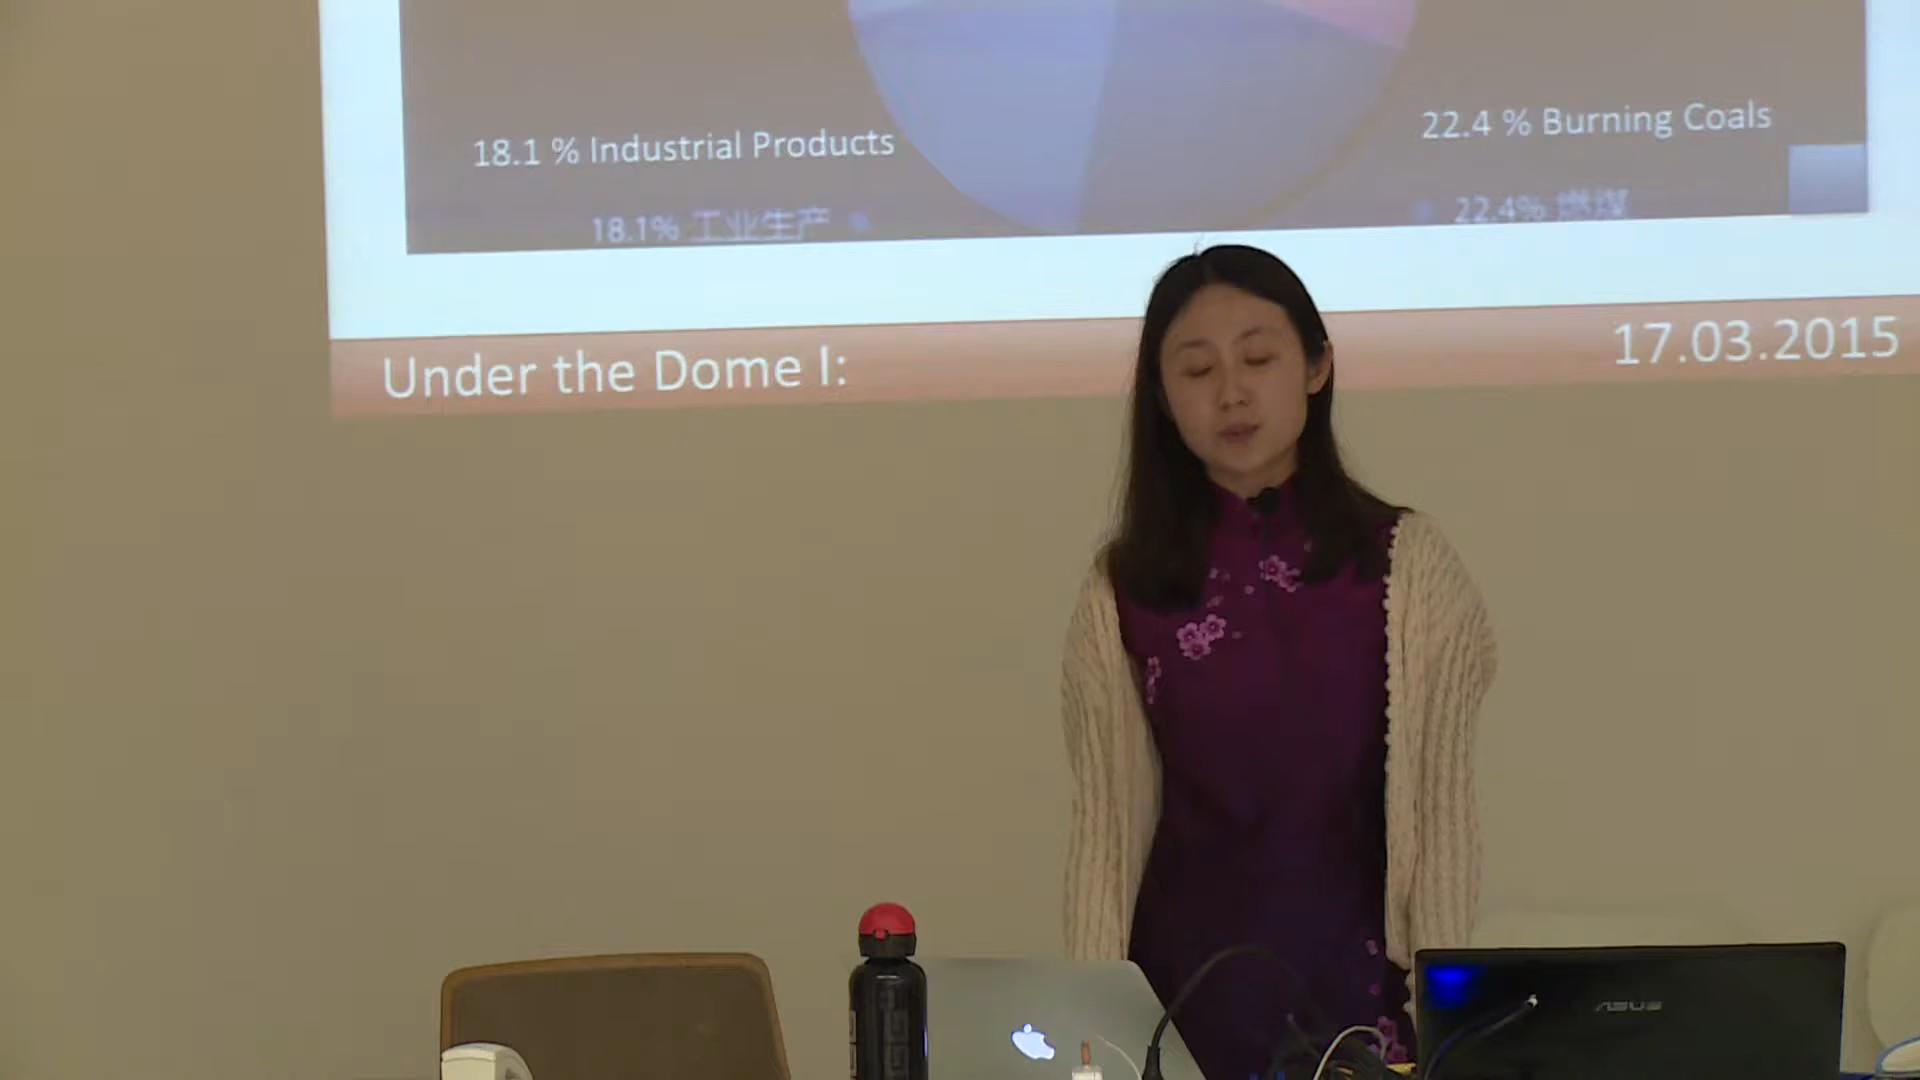 18.1 % Industrial Products
22.4 % Burning Coals
18.1% 工业生产
22.4% 燃煤
Under the Dome I:
17.03.2015
ASUS